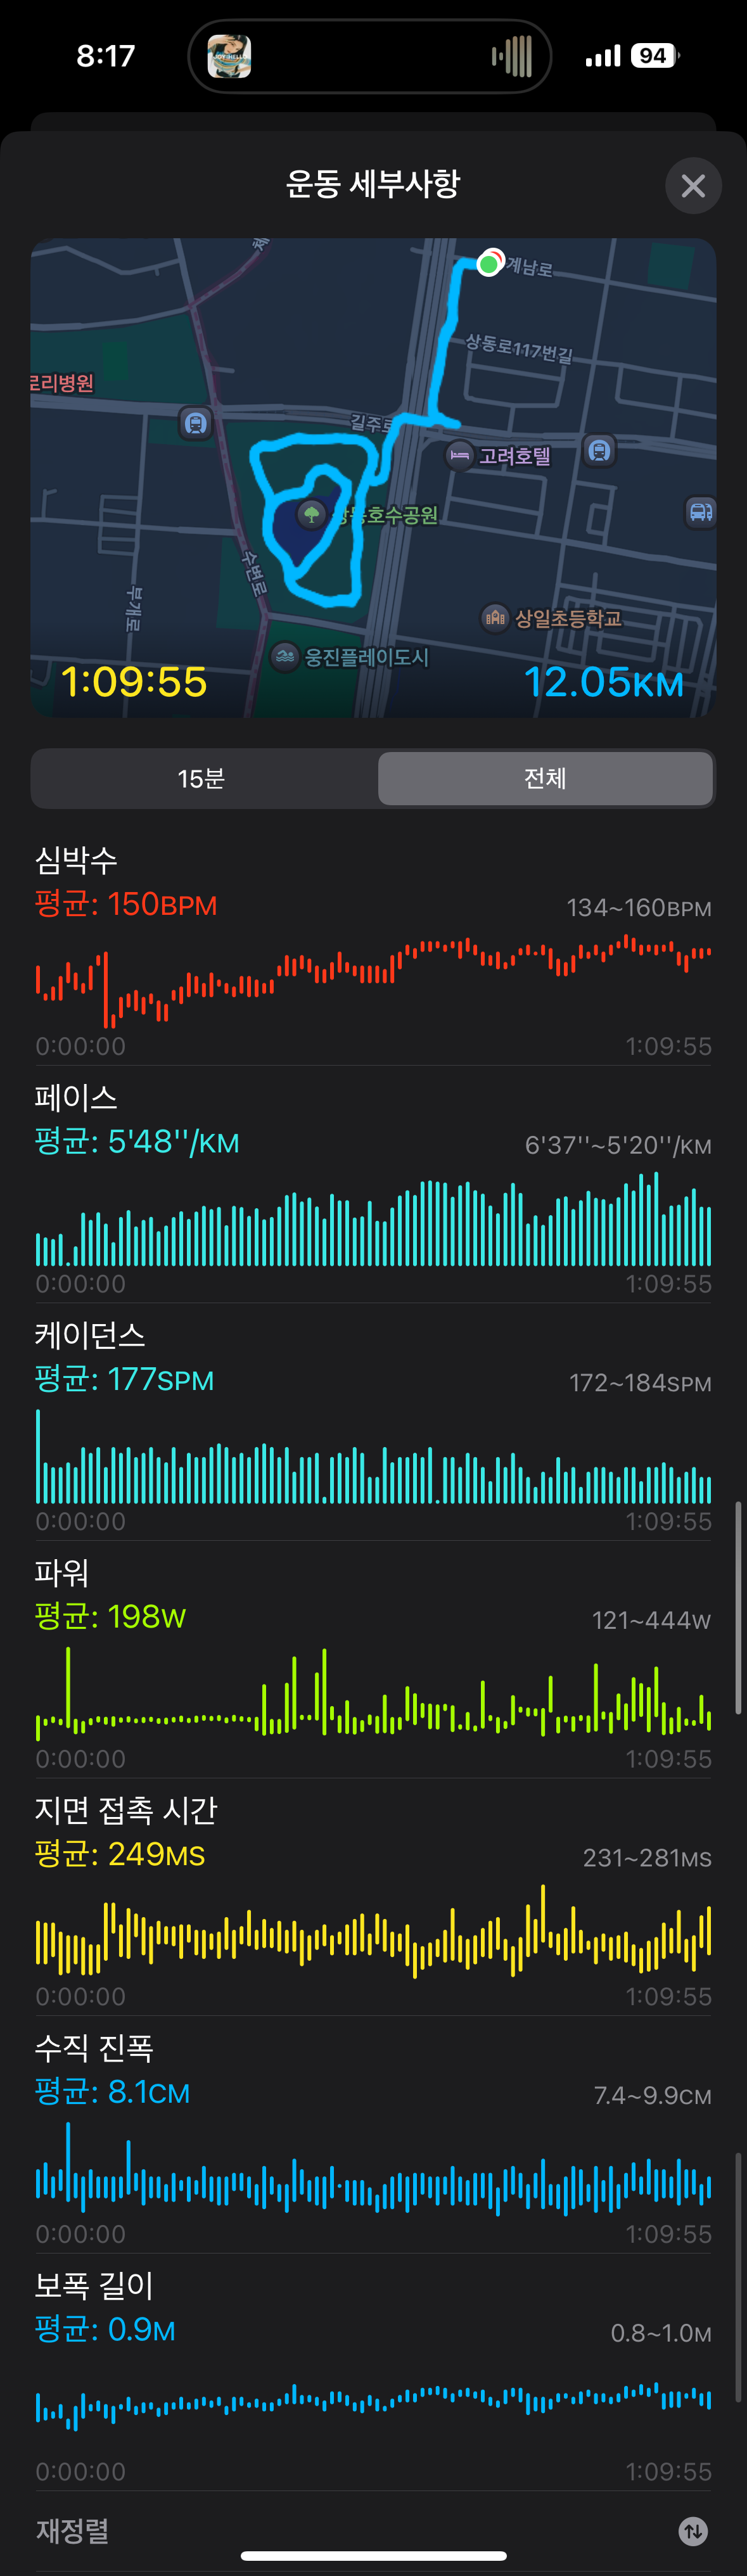 8:17
94
운동 세부사항
계남로
상동로117번길
로리병원
길주로
고려호텔
상동호수공원
수변로
부개로
상일초등학교
웅진플레이도시
1:09:55
12.05KM
15분
전체
심박수
평균: 150BPM
134~160BPM
0:00:00
1:09:55
페이스
평균: 5'48''/KM
6'37''~5'20''/KM
0:00:00
1:09:55
케이던스
평균: 177SPM
172~184SPM
0:00:00
1:09:55
파워
평균: 198W
121~444W
0:00:00
1:09:55
지면 접촉 시간
평균: 249MS
231~281MS
0:00:00
1:09:55
수직 진폭
평균: 8.1CM
7.4~9.9CM
0:00:00
1:09:55
보폭 길이
평균: 0.9M
0.8~1.0M
0:00:00
1:09:55
재정렬